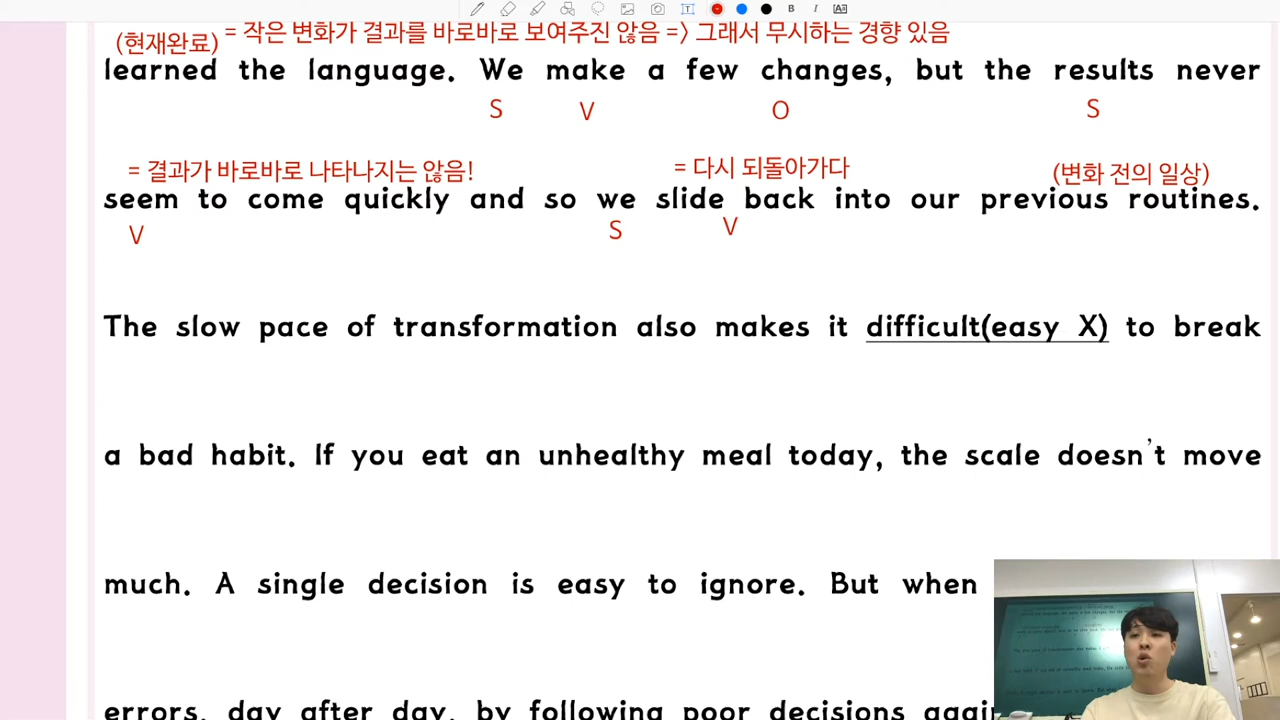 B I A
(현재완료) = 작은 변화가 결과를 바로바로 보여주진 않음 => 그래서 무시하는 경향 있음
learned the language. We make a few changes, but the results never
S V O S
= 결과가 바로바로 나타나지는 않음! = 다시 되돌아가다 (변화 전의 일상)
seem to come quickly and so we slide back into our previous routines.
V S V
The slow pace of transformation also makes it difficult(easy X) to break
a bad habit. If you eat an unhealthy meal today, the scale doesn't move
much. A single decision is easy to ignore. But when
errors, day after day, by following poor decisions